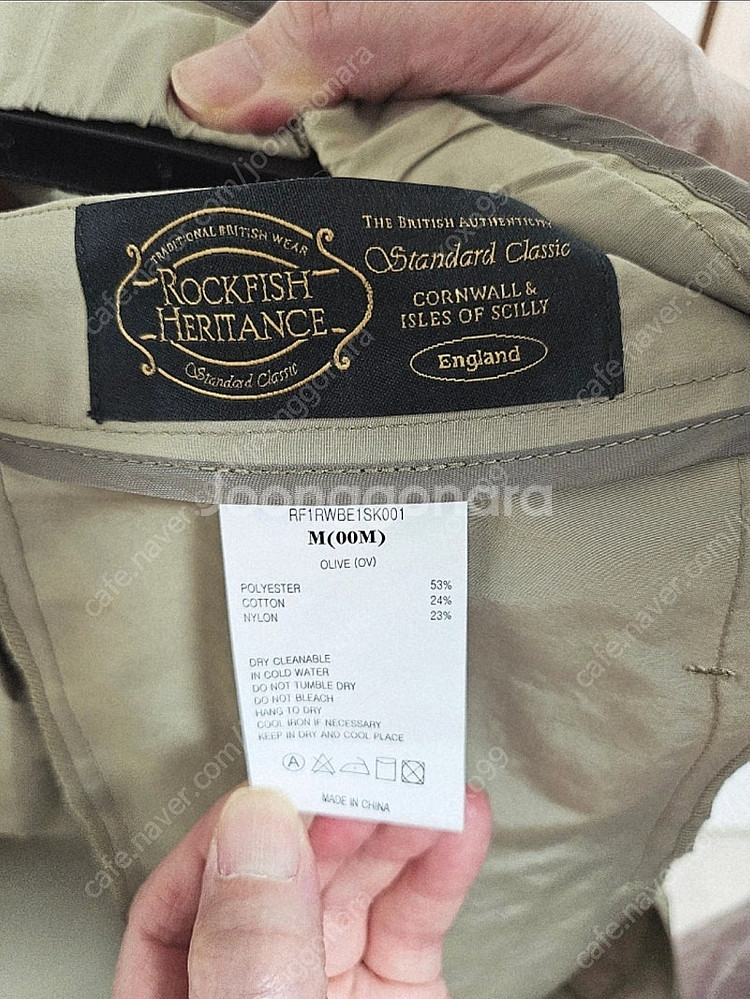 TRADITIONAL BRITISH WEAR
ROCKFISH
HERITANCE
Standard Classic
THE BRITISH AUTHENTICITY
Standard Classic
CORNWALL &
ISLES OF SCILLY
England
Joonggonara
RF1RWBE1SK001
M(00M)
OLIVE (OV)
POLYESTER 53%
COTTON 24%
NYLON 23%
DRY CLEANABLE
IN COLD WATER
DO NOT TUMBLE DRY
DO NOT BLEACH
HANG TO DRY
COOL IRON IF NECESSARY
KEEP IN DRY AND COOL PLACE
A
MADE IN CHINA